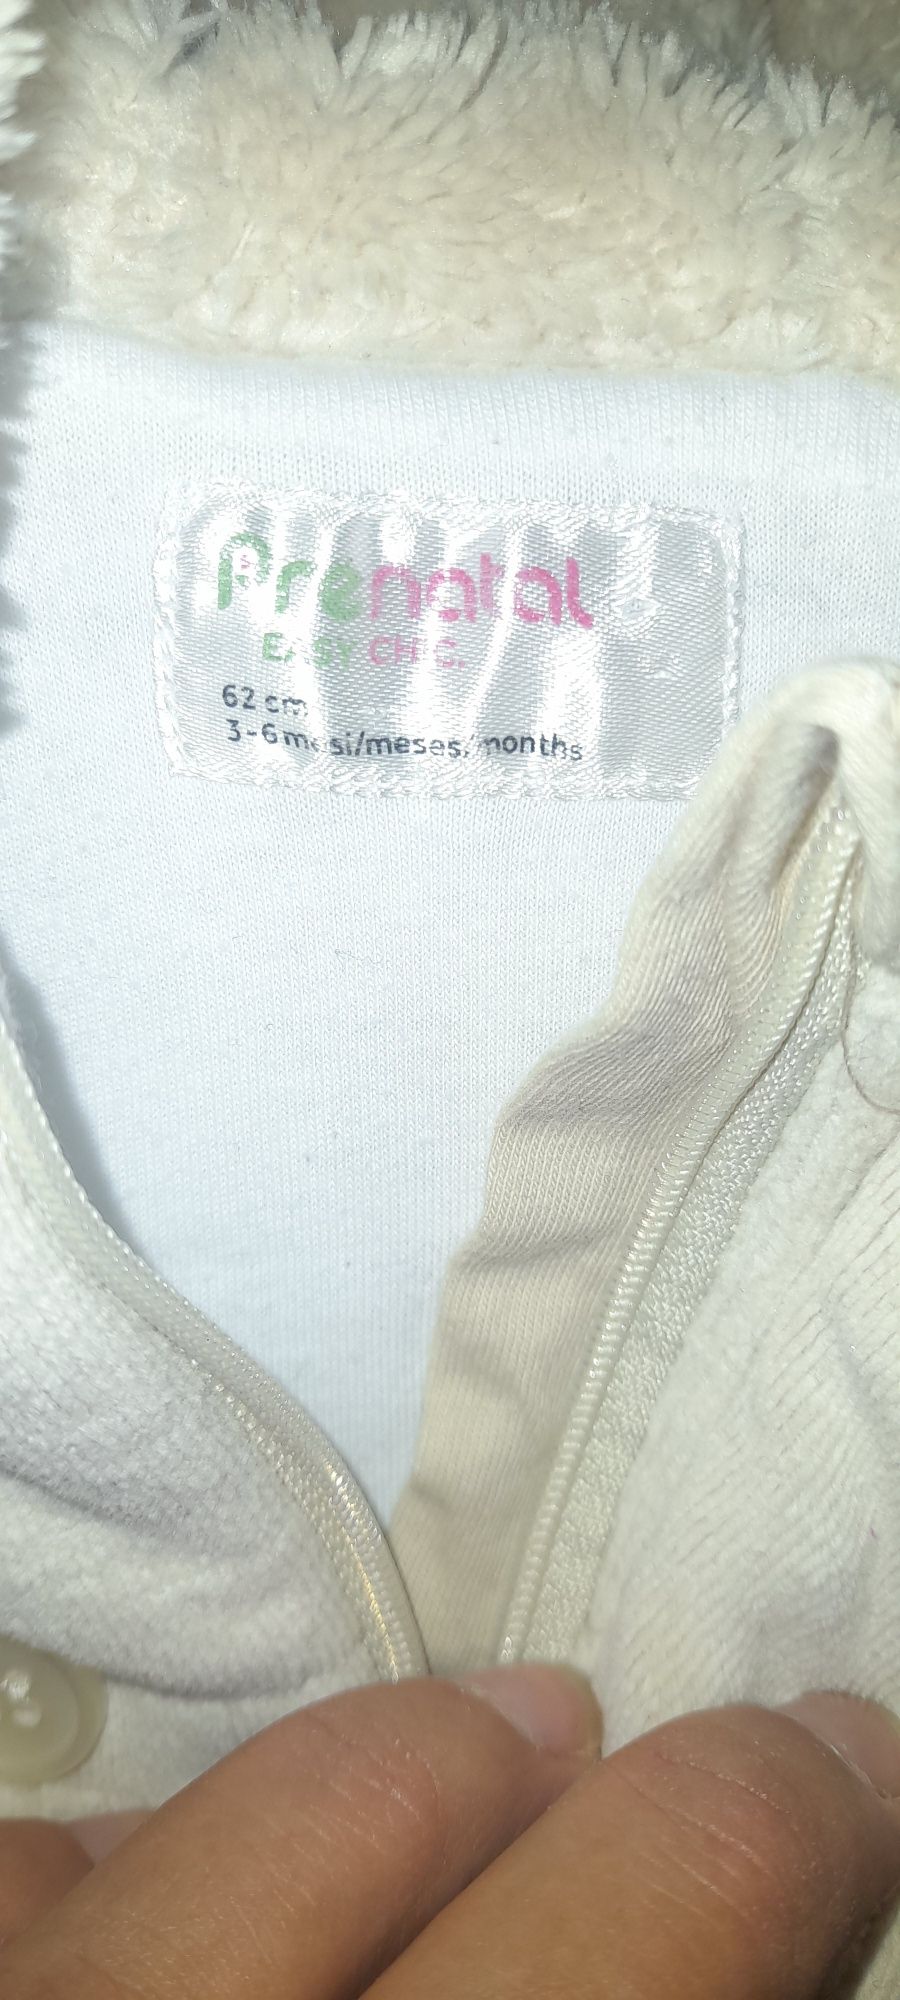 Prenatal
EASY CHIC.
62 cm
3-6 mesi/meses/months